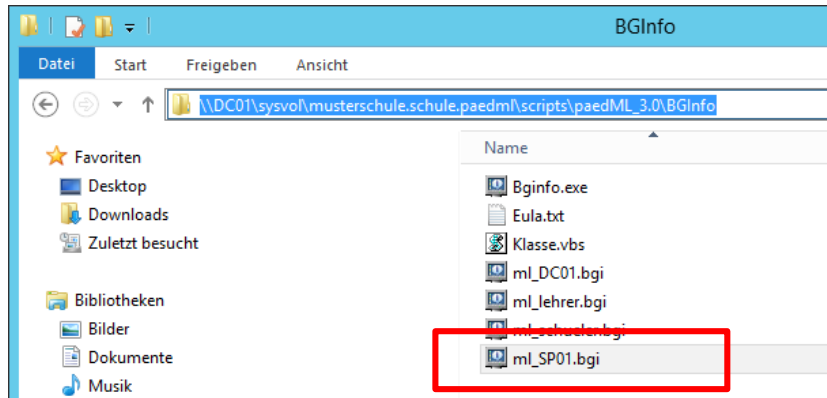 BGInfo
Datei Start Freigeben Ansicht
\\DC01\sysvol\musterschule.schule.paedml\scripts\paedML_3.0\BGInfo
Favoriten
Desktop
Downloads
Zuletzt besucht
Bibliotheken
Bilder
Dokumente
Musik
Name
Bginfo.exe
Eula.txt
Klasse.vbs
ml_DC01.bgi
ml_lehrer.bgi
ml_schueler.bgi
ml_SP01.bgi